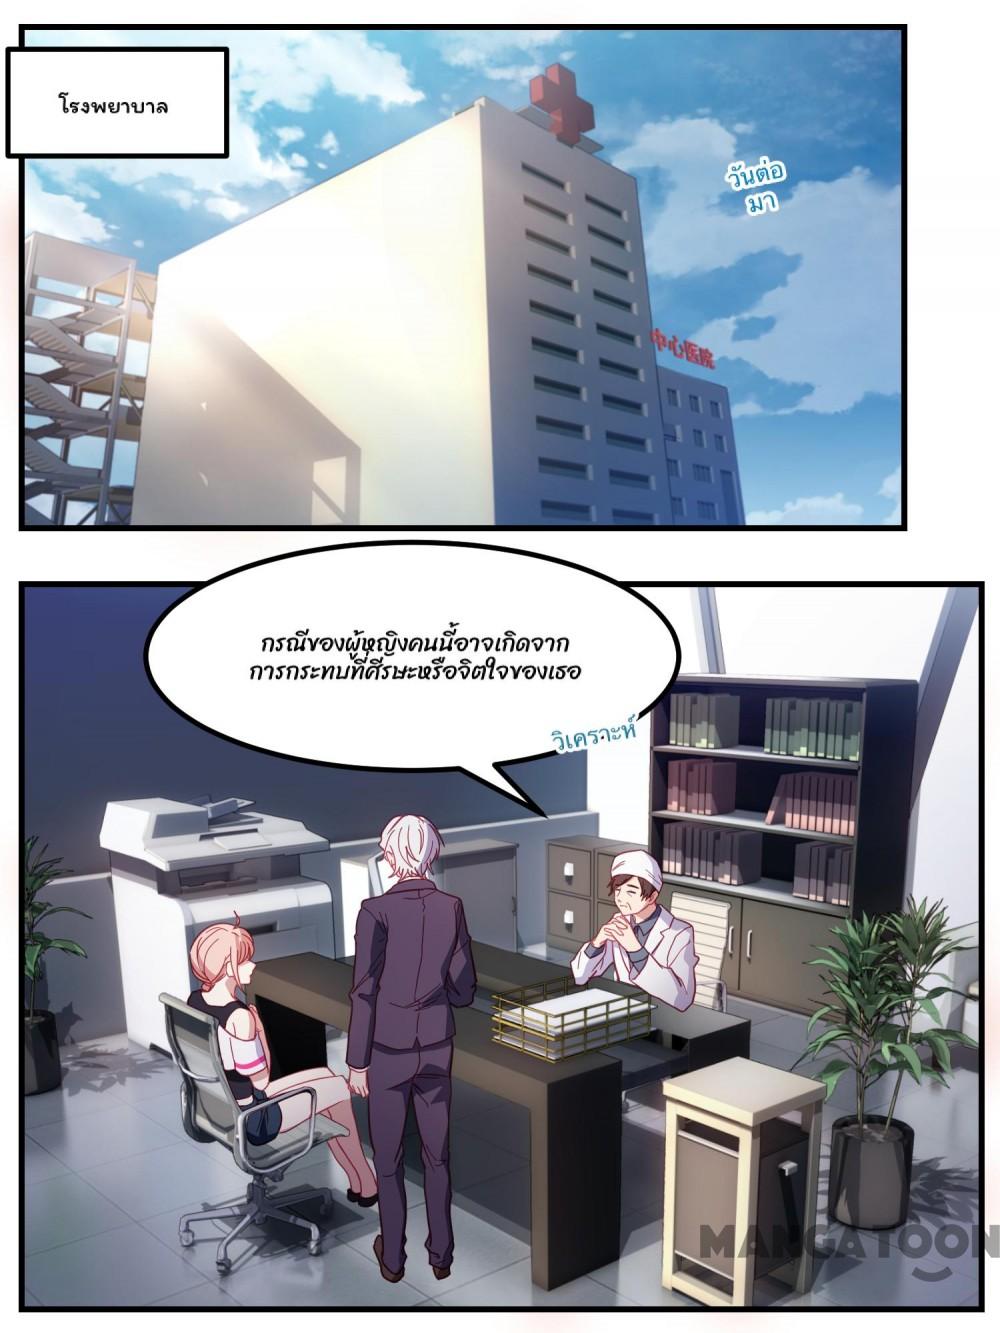 โรงพยาบาล
วันต่อ
มา
中心医院
กรณีของผู้หญิงคนนี้อาจเกิดจาก
การกระทบที่ศีรษะหรือจิตใจของเธอ
วิเคราะห์
MANGATOON